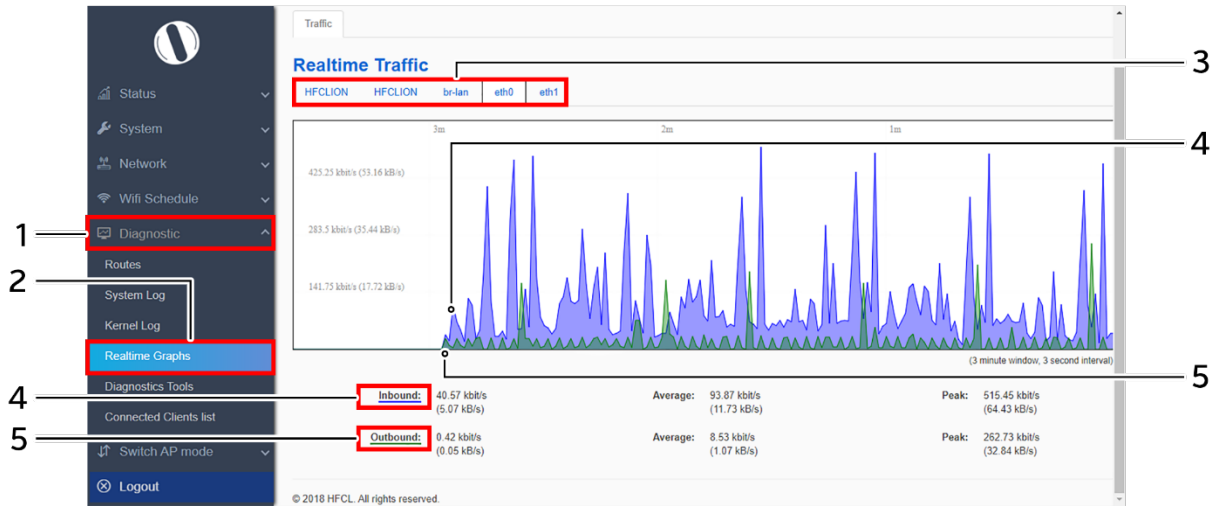 Traffic
Realtime Traffic
HFCLION HFCLION br-lan eth0 eth1
3
Status
System
Network
Wifi Schedule
1
Diagnostic
2
Routes
System Log
Kernel Log
Realtime Graphs
Diagnostics Tools
Connected Clients list
Switch AP mode
Logout
3m 2m 1m
4
425.25 kbit/s (53.16 kB/s)
283.5 kbit/s (35.44 kB/s)
141.75 kbit/s (17.72 kB/s)
(3 minute window, 3 second interval)
5
4
Inbound: 40.57 kbit/s Average: 93.87 kbit/s Peak: 515.45 kbit/s
(5.07 kB/s) (11.73 kB/s) (64.43 kB/s)
5
Outbound: 0.42 kbit/s Average: 8.53 kbit/s Peak: 262.73 kbit/s
(0.05 kB/s) (1.07 kB/s) (32.84 kB/s)
© 2018 HFCL. All rights reserved.